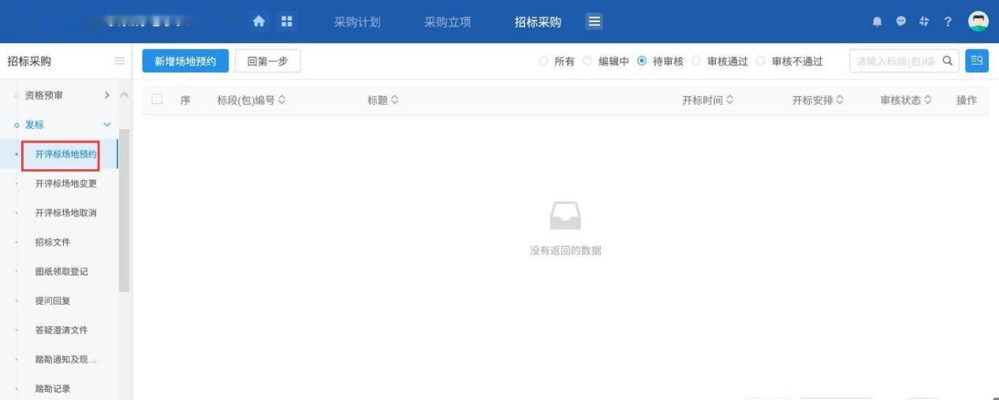 采购计划 采购立项 招标采购
招标采购 新增场地预约 回第一步 所有 编辑中 待审核 审核通过 审核不通过 请输入标段(包)编
资格预审 序 标段(包)编号 标题 开标时间 开标安排 审核状态 操作
发标
开评标场地预约
开评标场地变更
开评标场地取消
招标文件
没有返回的数据
图纸领取登记
提问回复
答疑澄清文件
踏勘通知及现...
踏勘记录